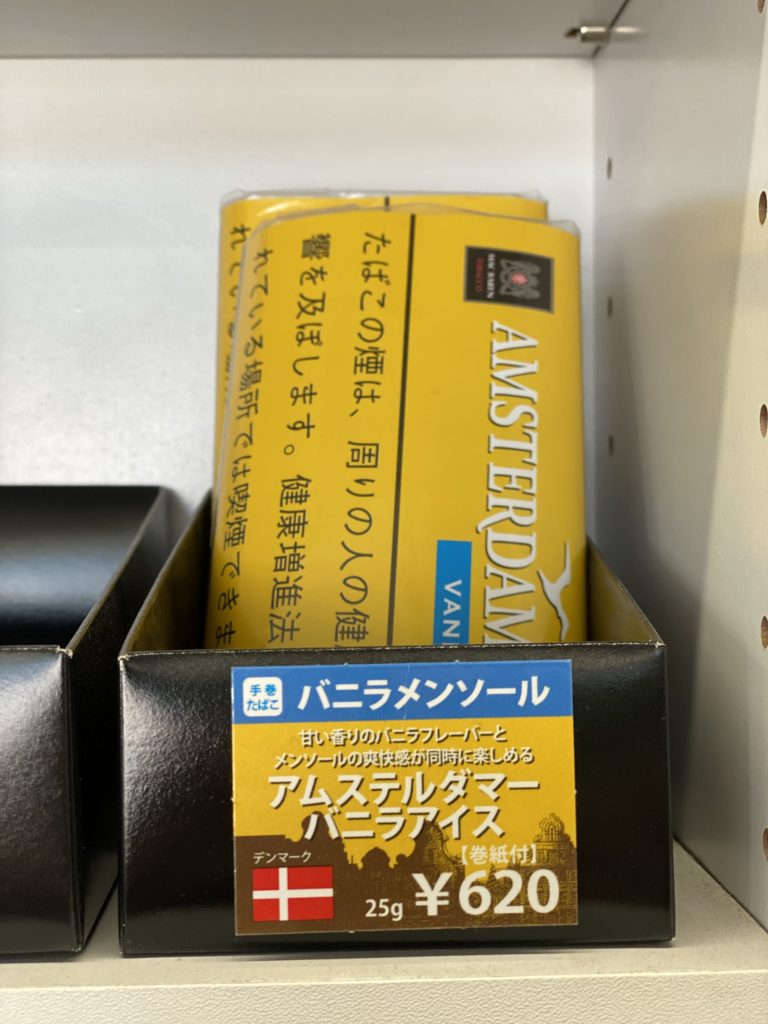 たばこの煙は、周りの人の健
響を及ぼします。健康増進法
れている場所では喫煙できま
MAC BAREN
TOBACCO
AMSTERDAM
VAN
手巻
たばこ
バニラメンソール
甘い香りのバニラフレーバーと
メンソールの爽快感が同時に楽しめる
アムステルダマー
バニラアイス
【巻紙付】
デンマーク
25g ¥620